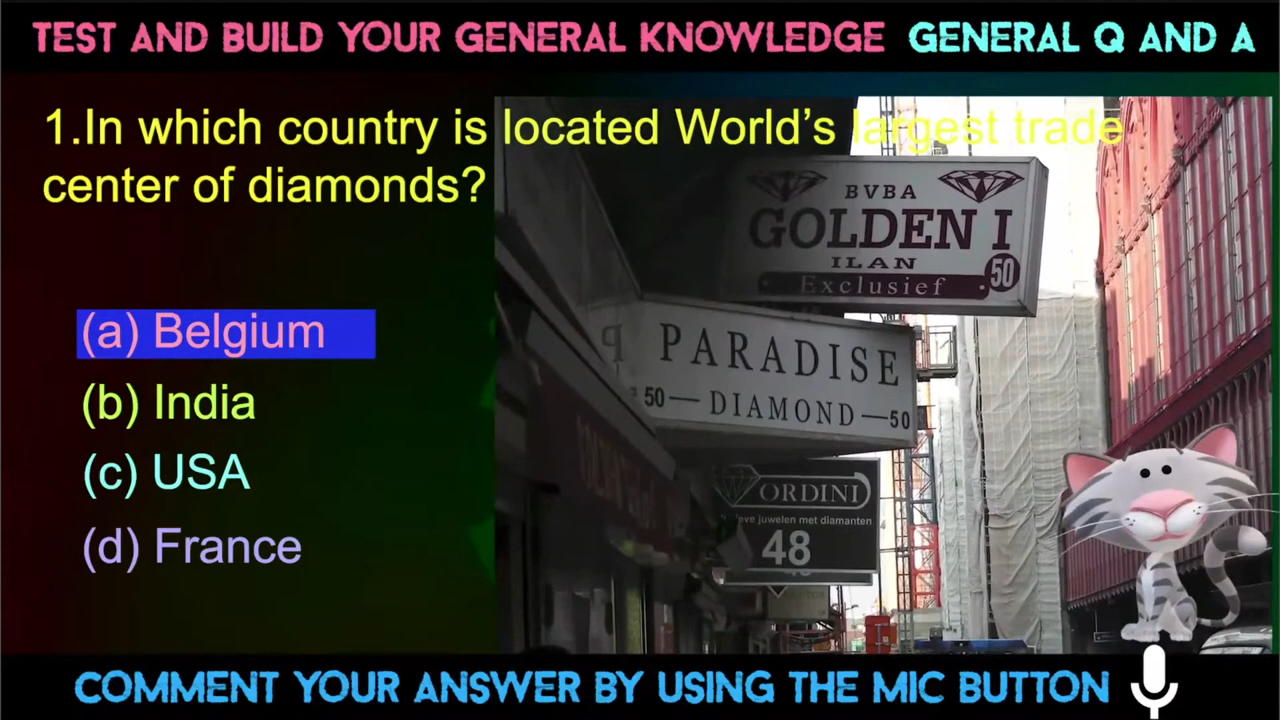 TEST AND BUILD YOUR GENERAL KNOWLEDGE GENERAL Q AND A
1.In which country is located World’s largest trade
center of diamonds?
(a) Belgium
(b) India
(c) USA
(d) France
BVBA
GOLDEN I
ILAN
50
Exclusief
PARADISE
50 — DIAMOND — 50
ORDINI
juwelen met diamanten
48
COMMENT YOUR ANSWER BY USING THE MIC BUTTON